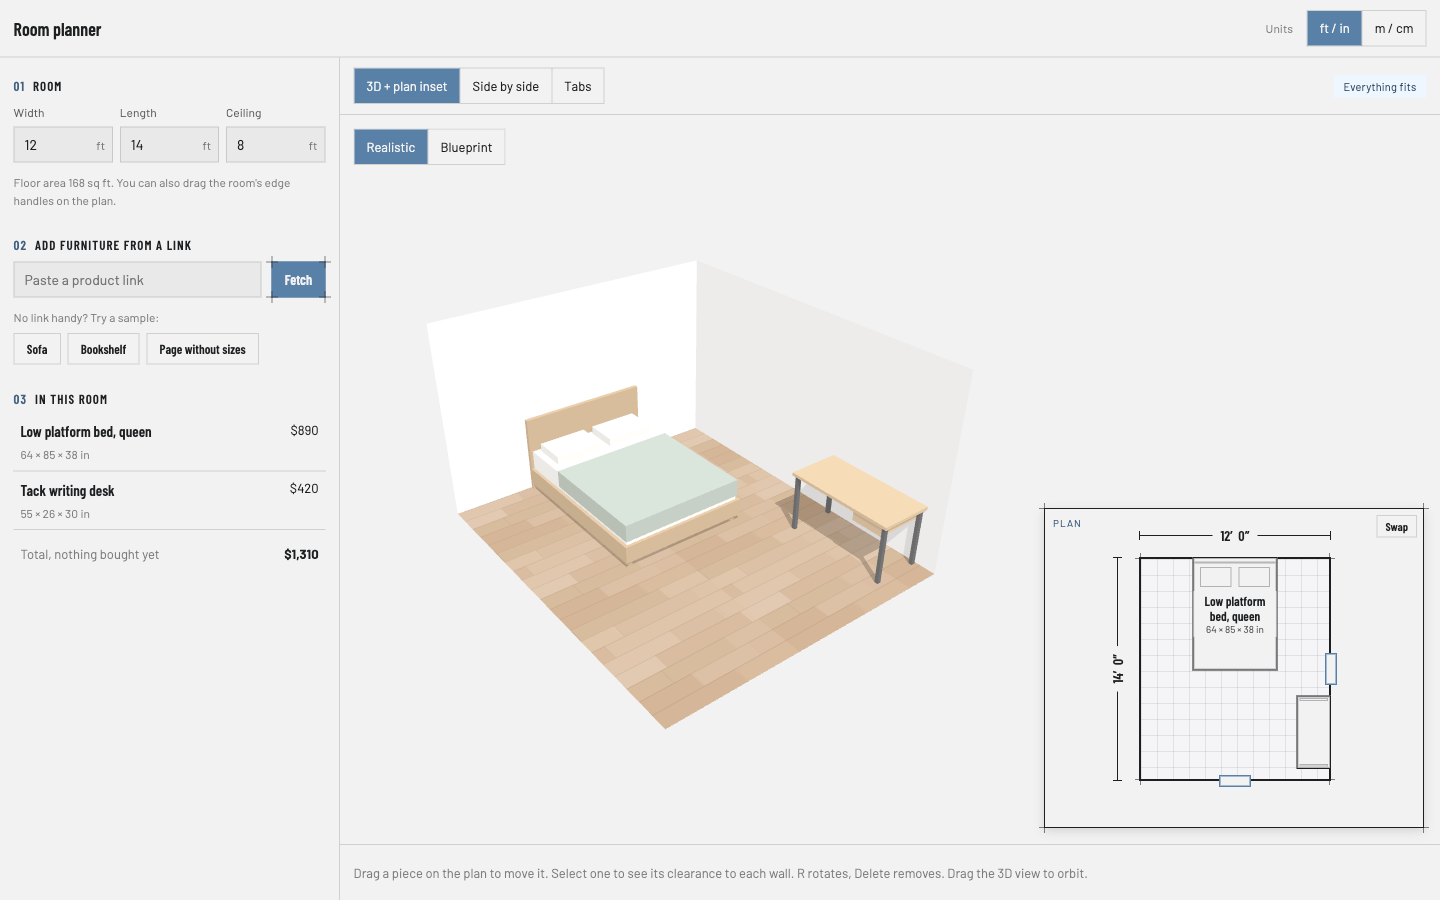 Room planner
Units
ft / in
m / cm
01 ROOM
Width
Length
Ceiling
12 ft
14 ft
8 ft
Floor area 168 sq ft. You can also drag the room's edge
handles on the plan.
02 ADD FURNITURE FROM A LINK
Paste a product link
Fetch
No link handy? Try a sample:
Sofa
Bookshelf
Page without sizes
03 IN THIS ROOM
Low platform bed, queen
$890
64 × 85 × 38 in
Tack writing desk
$420
55 × 26 × 30 in
Total, nothing bought yet
$1,310
3D + plan inset
Side by side
Tabs
Everything fits
Realistic
Blueprint
PLAN
Swap
12′ 0″
14′ 0″
Low platform
bed, queen
64 × 85 × 38 in
Drag a piece on the plan to move it. Select one to see its clearance to each wall. R rotates, Delete removes. Drag the 3D view to orbit.